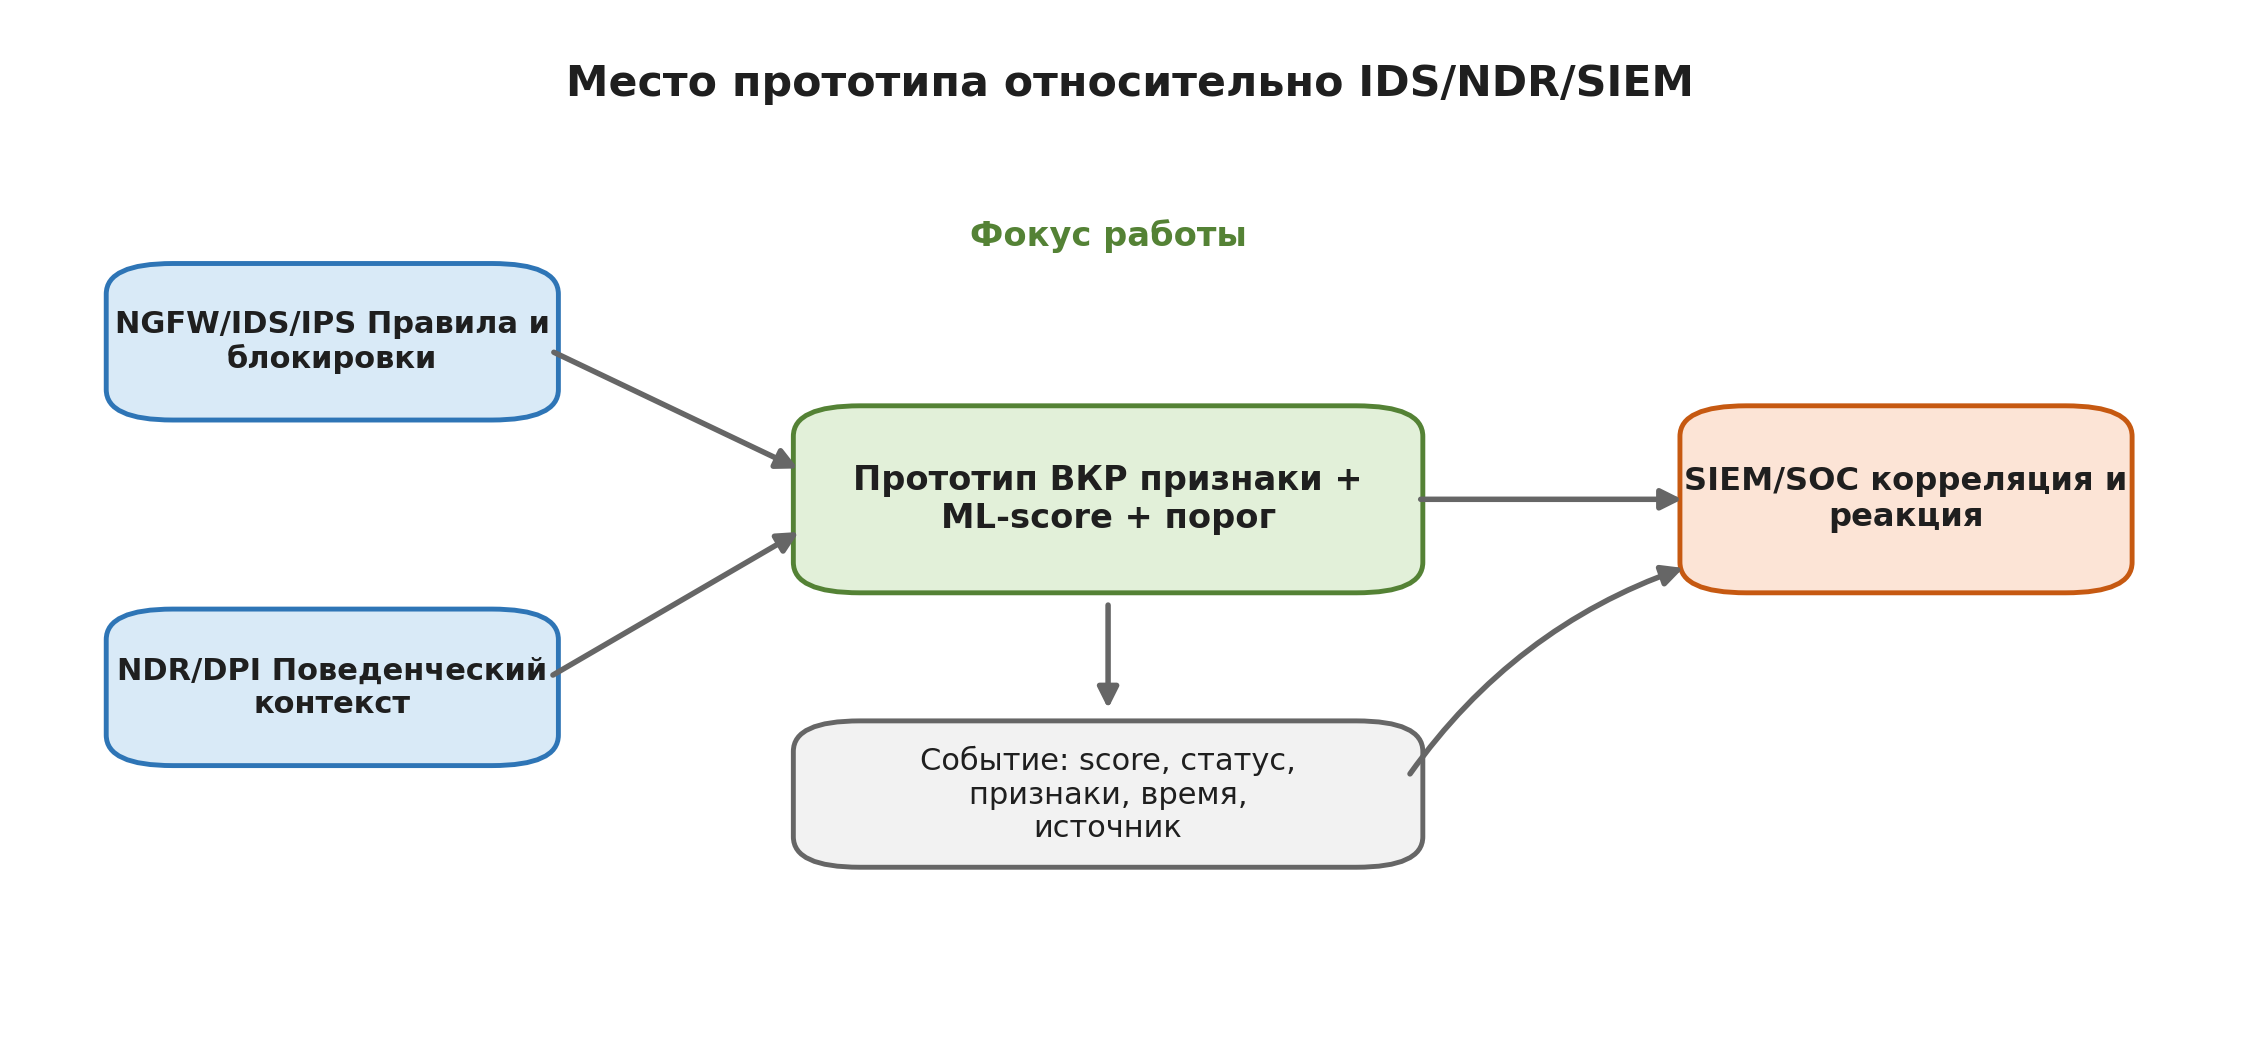 Место прототипа относительно IDS/NDR/SIEM
Фокус работы
NGFW/IDS/IPS Правила и
блокировки
NDR/DPI Поведенческий
контекст
Прототип ВКР признаки +
ML-score + порог
Событие: score, статус,
признаки, время,
источник
SIEM/SOC корреляция и
реакция